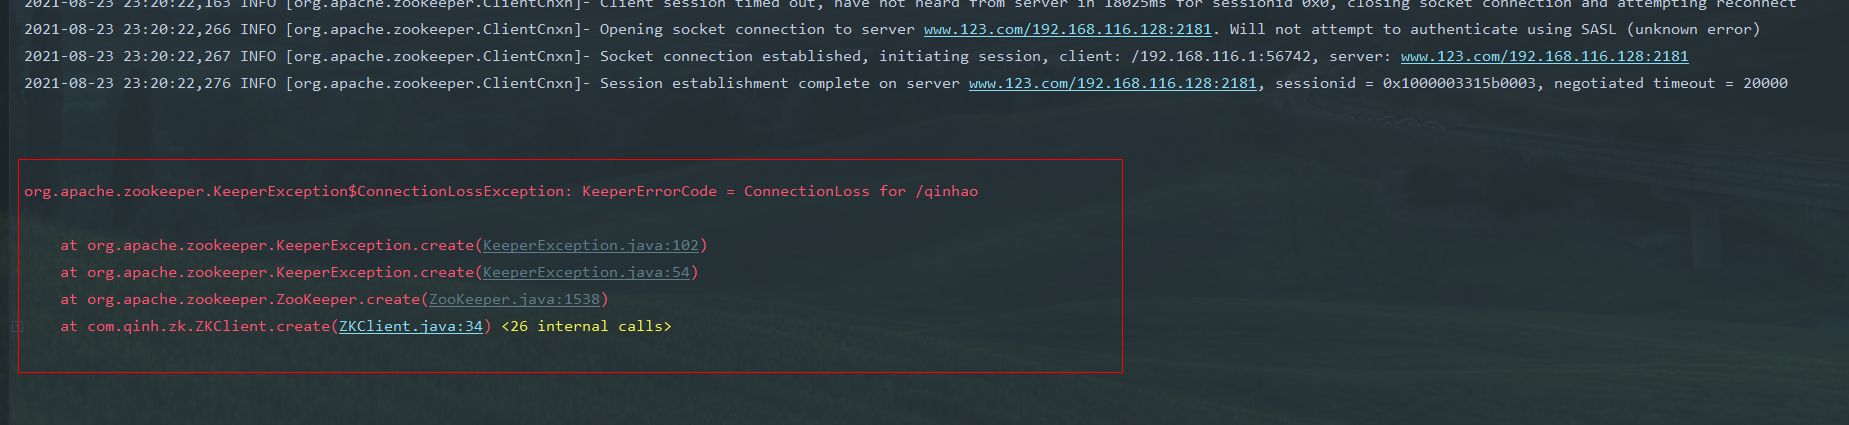 2021-08-23 23:20:22,163 INFO [org.apache.zookeeper.ClientCnxn]- Client session timed out, have not heard from server in 18025ms for sessionid 0x0, closing socket connection and attempting reconnect
2021-08-23 23:20:22,266 INFO [org.apache.zookeeper.ClientCnxn]- Opening socket connection to server www.123.com/192.168.116.128:2181. Will not attempt to authenticate using SASL (unknown error)
2021-08-23 23:20:22,267 INFO [org.apache.zookeeper.ClientCnxn]- Socket connection established, initiating session, client: /192.168.116.1:56742, server: www.123.com/192.168.116.128:2181
2021-08-23 23:20:22,276 INFO [org.apache.zookeeper.ClientCnxn]- Session establishment complete on server www.123.com/192.168.116.128:2181, sessionid = 0x1000003315b0003, negotiated timeout = 20000
org.apache.zookeeper.KeeperException$ConnectionLossException: KeeperErrorCode = ConnectionLoss for /qinhao
at org.apache.zookeeper.KeeperException.create(KeeperException.java:102)
at org.apache.zookeeper.KeeperException.create(KeeperException.java:54)
at org.apache.zookeeper.ZooKeeper.create(ZooKeeper.java:1538)
at com.qinh.zk.ZKClient.create(ZKClient.java:34) <26 internal calls>